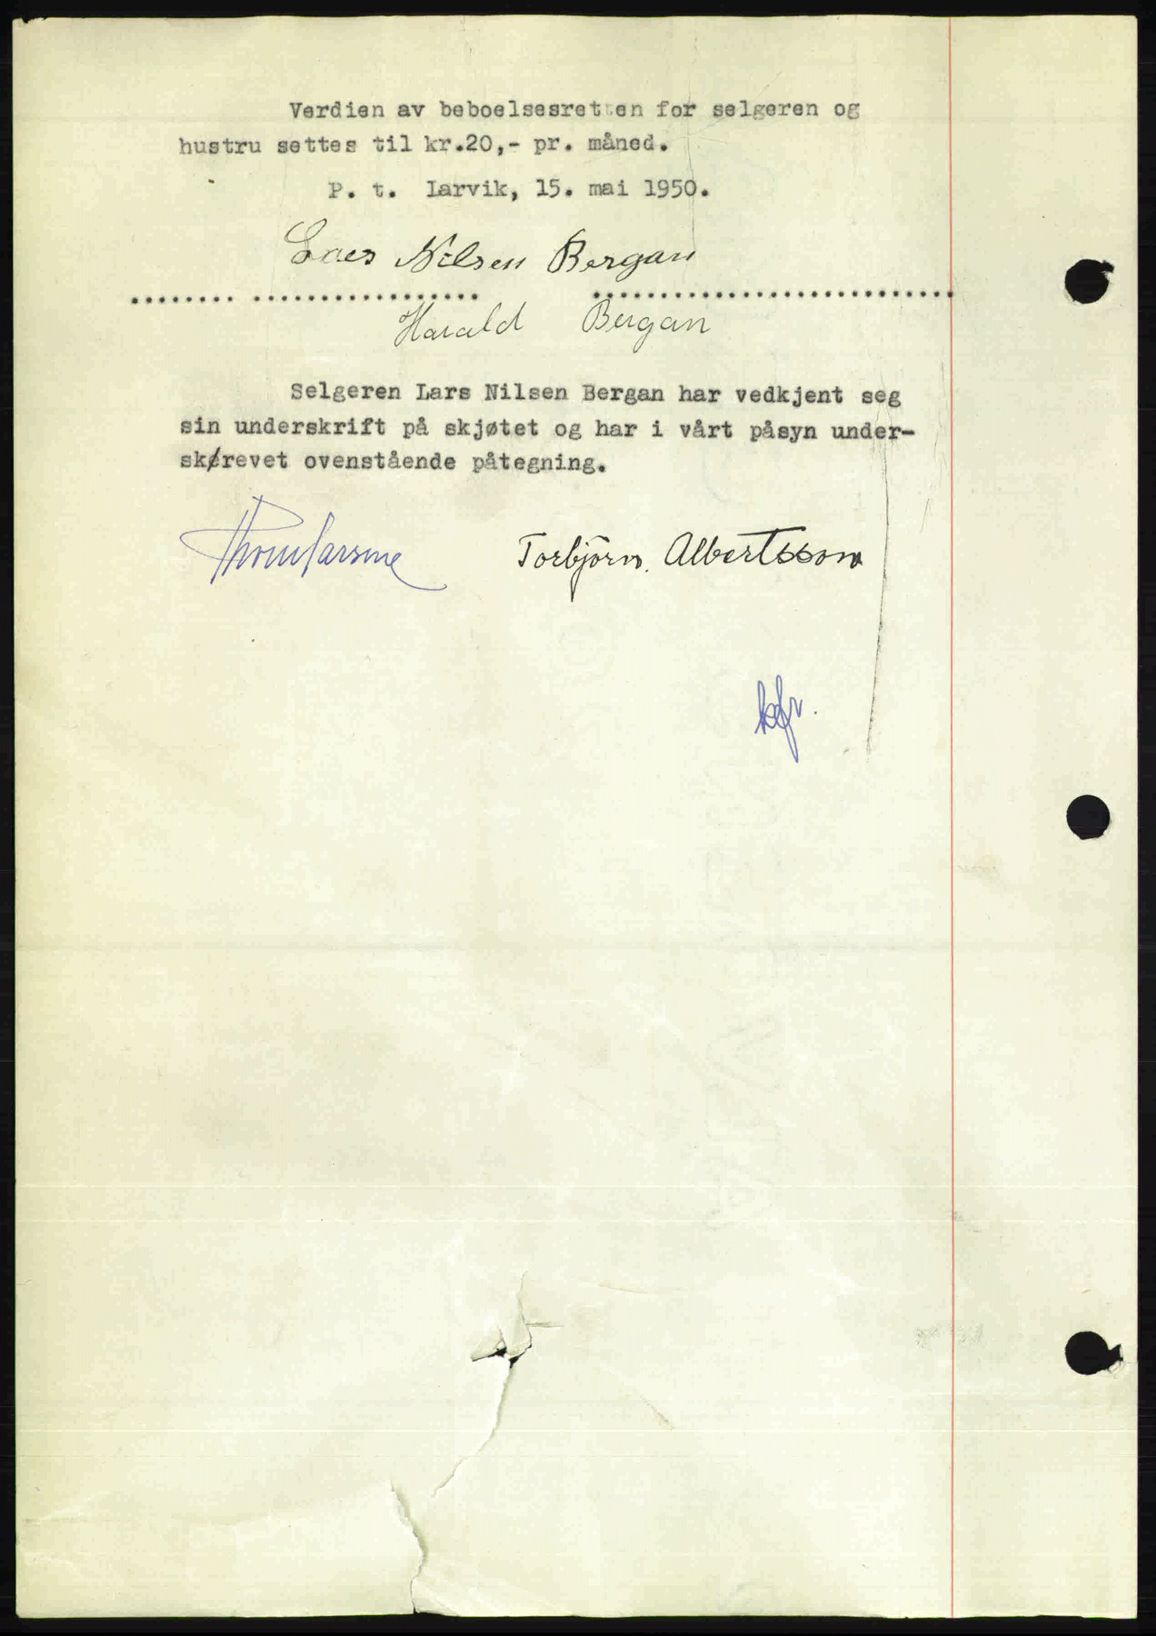 Verdien av beboelsesretten for selgeren og
hustru settes til kr.20,- pr. måned.
P. t. Larvik, 15. mai 1950.
Lars Nilsen Bergan
Harald Bergan
Selgeren Lars Nilsen Bergan har vedkjent seg
sin underskrift på skjøtet og har i vårt påsyn under-
skrevet ovenstående påtegning.
Torbjörn Albertsson